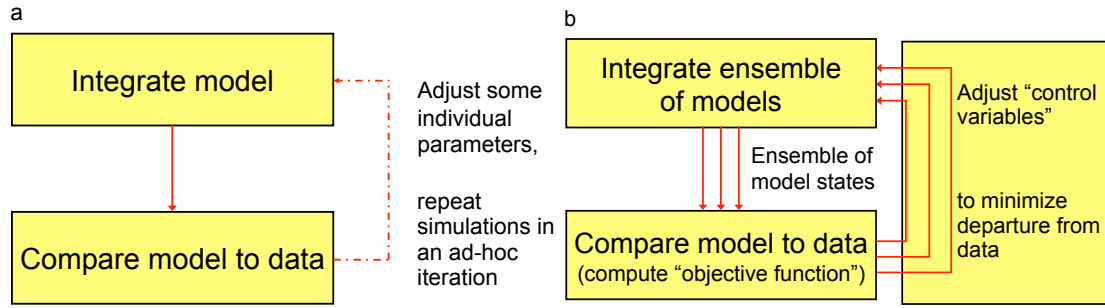 a
Integrate model
Adjust some
individual
parameters,
repeat
simulations in
an ad-hoc
iteration
Compare model to data
b
Integrate ensemble
of models
Adjust “control
variables”
Ensemble of
model states
to minimize
departure from
data
Compare model to data
(compute “objective function”)